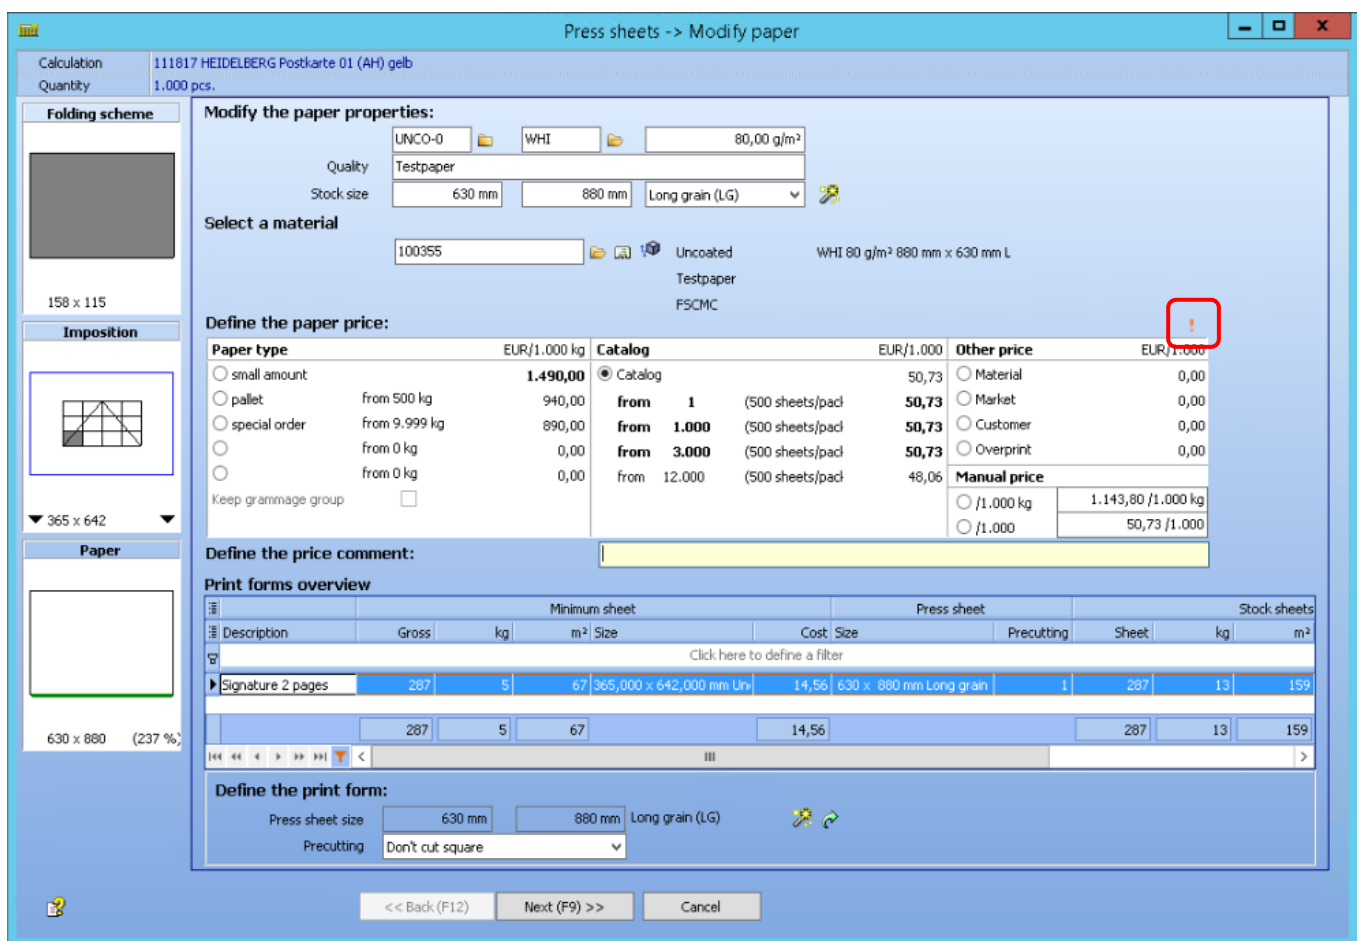 Press sheets -> Modify paper
Calculation 111817 HEIDELBERG Postkarte 01 (AH) gelb
Quantity 1.000 pcs.
Folding scheme
158 x 115
Imposition
365 x 642
Paper
630 x 880 (237 %)
Modify the paper properties:
UNCO-0 WHI 80,00 g/m²
Quality Testpaper
Stock size 630 mm 880 mm Long grain (LG)
Select a material
100355 Uncoated WHI 80 g/m² 880 mm x 630 mm L
Testpaper
FSCMC
Define the paper price: !
Paper type EUR/1.000 kg Catalog EUR/1.000 Other price EUR/1.000
small amount 1.490,00 Catalog 50,73 Material 0,00
pallet from 500 kg 940,00 from 1 (500 sheets/pack 50,73 Market 0,00
special order from 9.999 kg 890,00 from 1.000 (500 sheets/pack 50,73 Customer 0,00
from 0 kg 0,00 from 3.000 (500 sheets/pack 50,73 Overprint 0,00
from 0 kg 0,00 from 12.000 (500 sheets/pack 48,06 Manual price
Keep grammage group /1.000 kg 1.143,80 /1.000 kg
/1.000 50,73 /1.000
Define the price comment:
Print forms overview
Minimum sheet Press sheet Stock sheets
Description Gross kg m² Size Cost Size Precutting Sheet kg m²
Click here to define a filter
Signature 2 pages 287 5 67 365,000 x 642,000 mm 14,56 630 x 880 mm Long grain 1 287 13 159
287 5 67 14,56 287 13 159
Define the print form:
Press sheet size 630 mm 880 mm Long grain (LG)
Precutting Don't cut square
<< Back (F12) Next (F9) >> Cancel